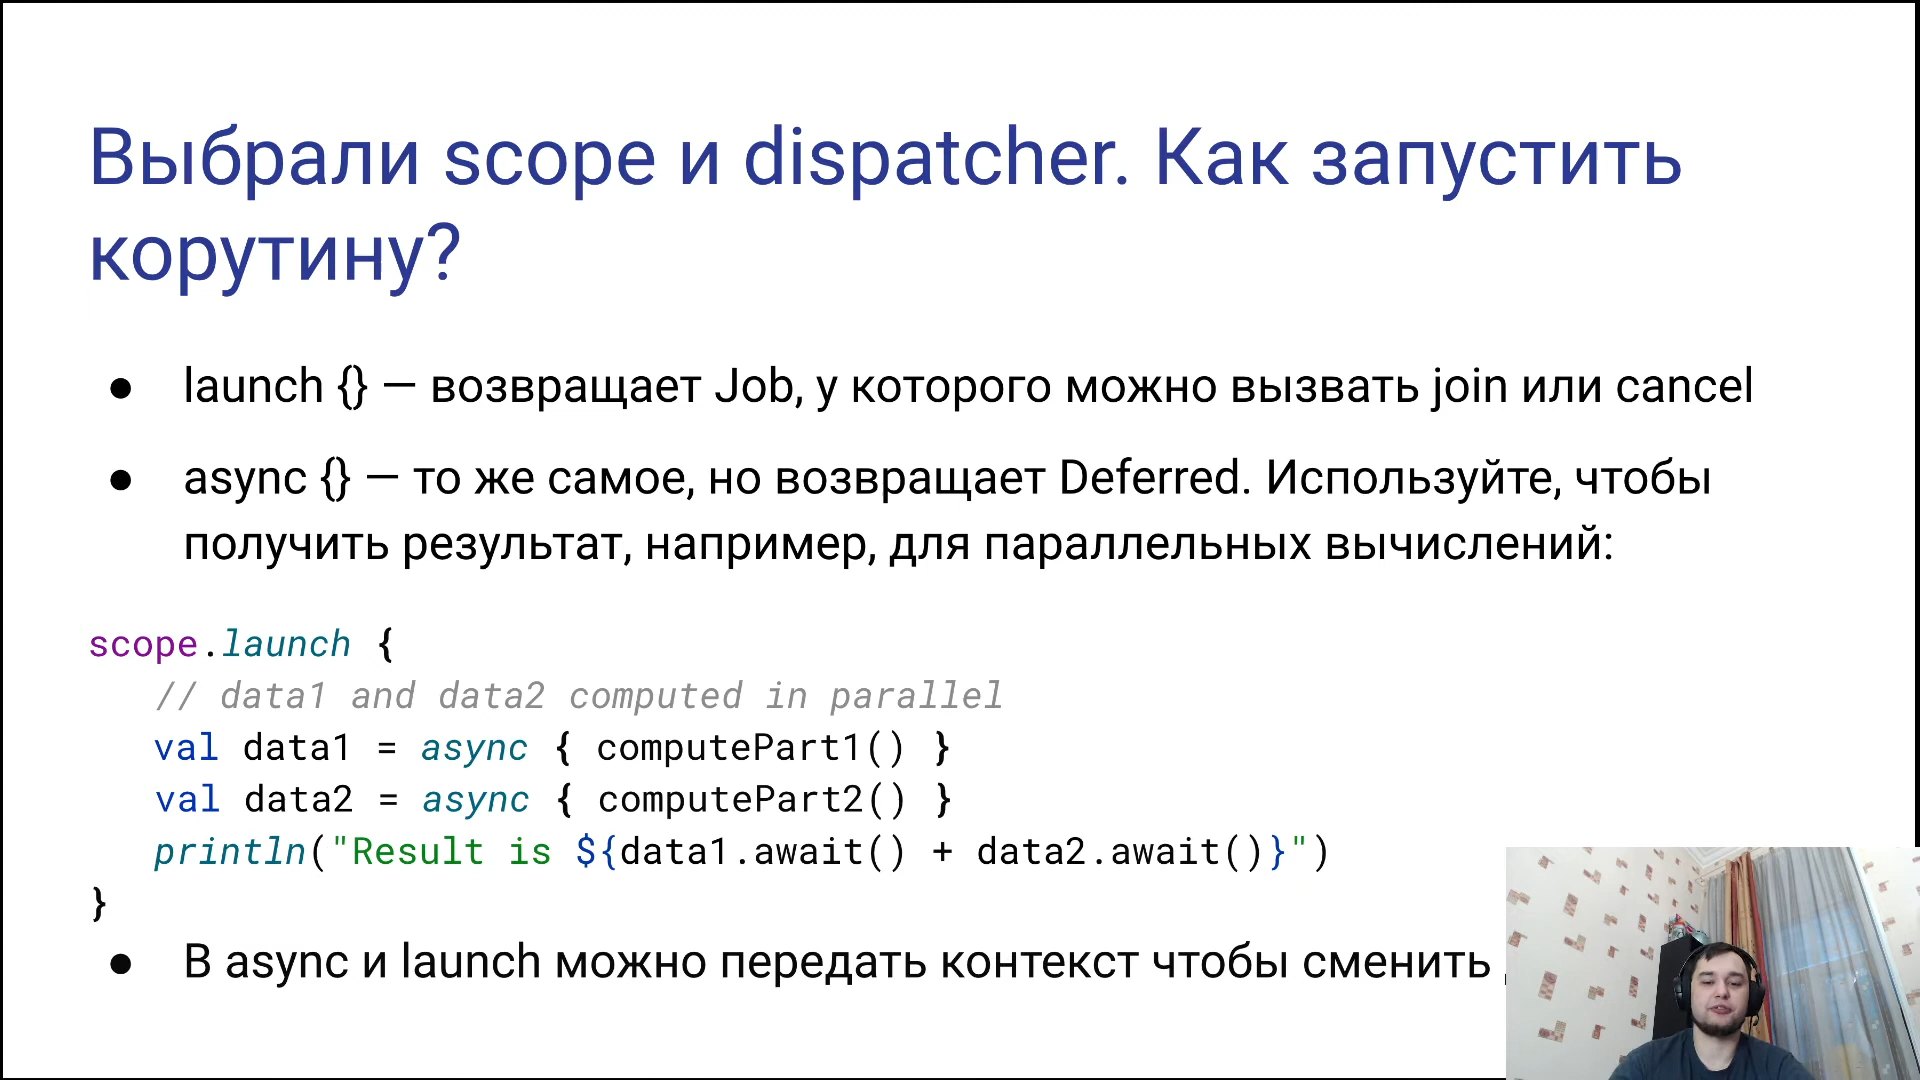 Выбрали scope и dispatcher. Как запустить
корутину?
● launch {} — возвращает Job, у которого можно вызвать join или cancel
● async {} — то же самое, но возвращает Deferred. Используйте, чтобы
получить результат, например, для параллельных вычислений:
scope.launch {
// data1 and data2 computed in parallel
val data1 = async { computePart1() }
val data2 = async { computePart2() }
println("Result is ${data1.await() + data2.await()}")
}
● В async и launch можно передать контекст чтобы сменить